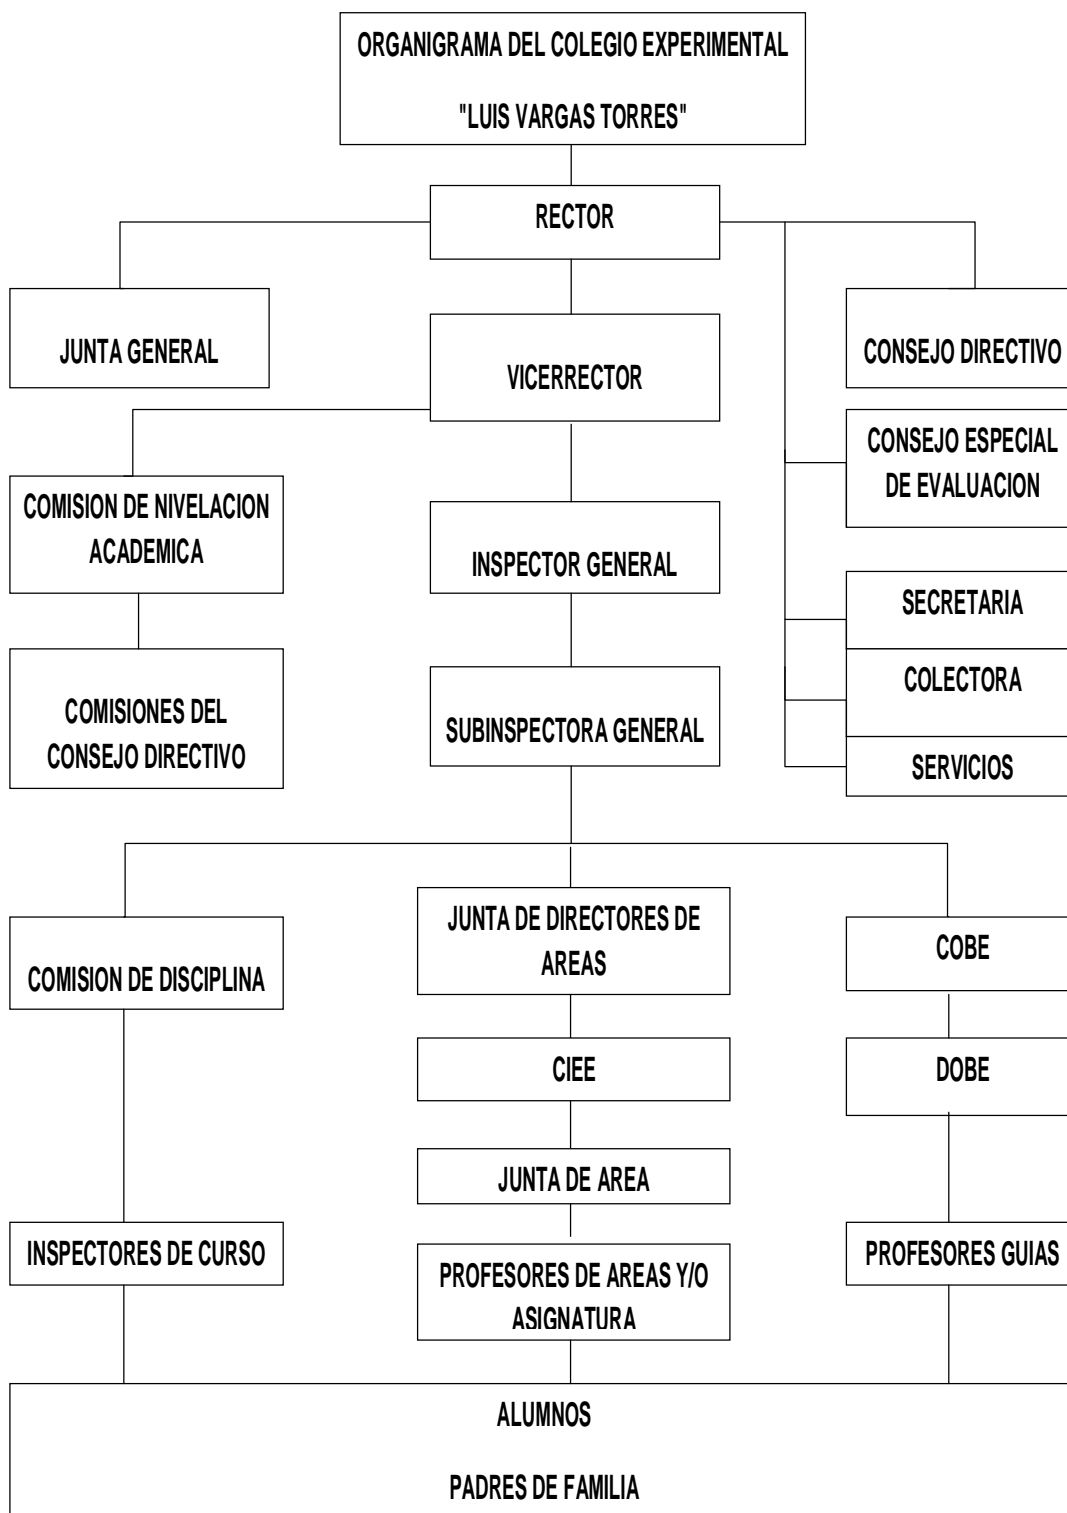 ORGANIGRAMA DEL COLEGIO EXPERIMENTAL
"LUIS VARGAS TORRES"
RECTOR
JUNTA GENERAL
VICERRECTOR
CONSEJO DIRECTIVO
CONSEJO ESPECIAL
DE EVALUACION
COMISION DE NIVELACION
ACADEMICA
INSPECTOR GENERAL
SECRETARIA
COLECTORA
SERVICIOS
COMISIONES DEL
CONSEJO DIRECTIVO
SUBINSPECTORA GENERAL
COMISION DE DISCIPLINA
JUNTA DE DIRECTORES DE
AREAS
COBE
CIEE
DOBE
JUNTA DE AREA
INSPECTORES DE CURSO
PROFESORES DE AREAS Y/O
ASIGNATURA
PROFESORES GUIAS
ALUMNOS
PADRES DE FAMILIA